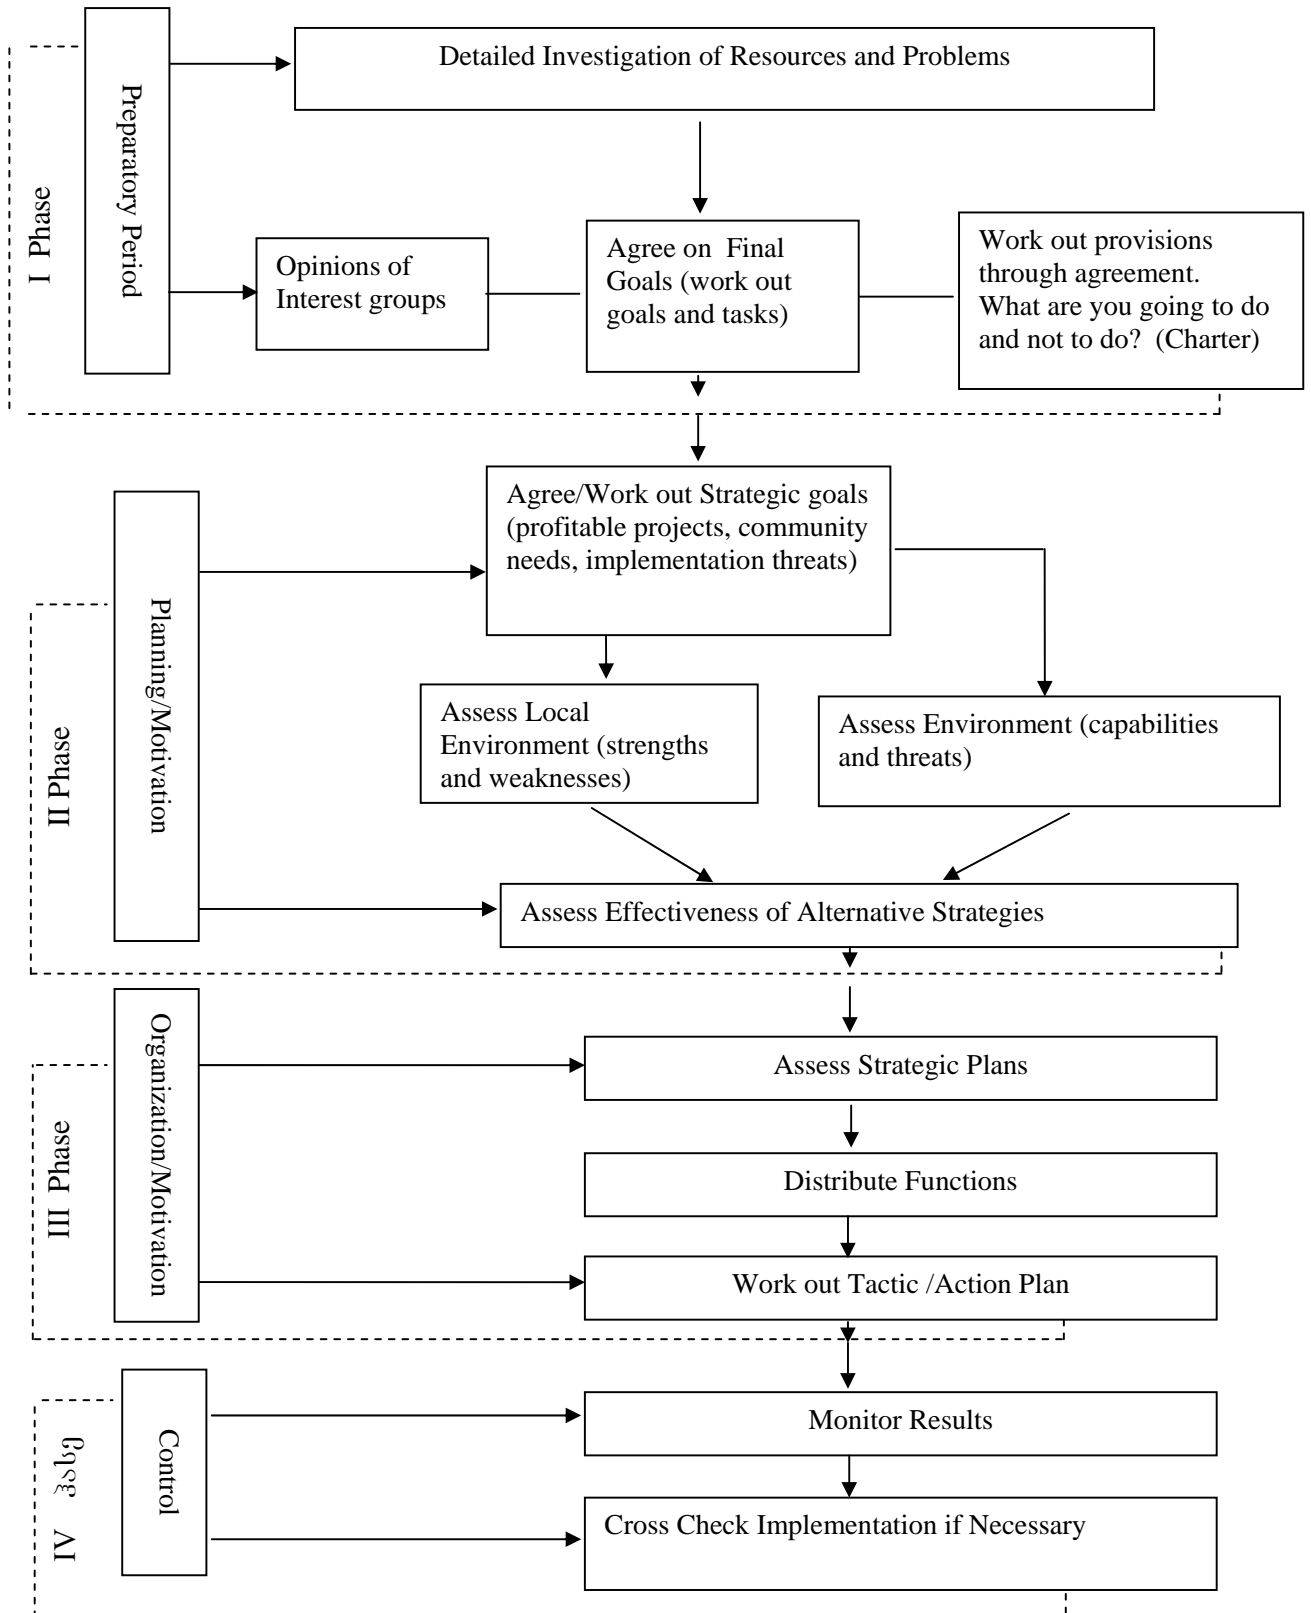 Detailed Investigation of Resources and Problems
Preparatory Period
I Phase
Opinions of
Interest groups
Agree on Final
Goals (work out
goals and tasks)
Work out provisions
through agreement.
What are you going to do
and not to do? (Charter)
Agree/Work out Strategic goals
(profitable projects, community
needs, implementation threats)
Planning/Motivation
II Phase
Assess Local
Environment (strengths
and weaknesses)
Assess Environment (capabilities
and threats)
Assess Effectiveness of Alternative Strategies
Organization/Motivation
III Phase
Assess Strategic Plans
Distribute Functions
Work out Tactic /Action Plan
Control
IV ჰასე
Monitor Results
Cross Check Implementation if Necessary